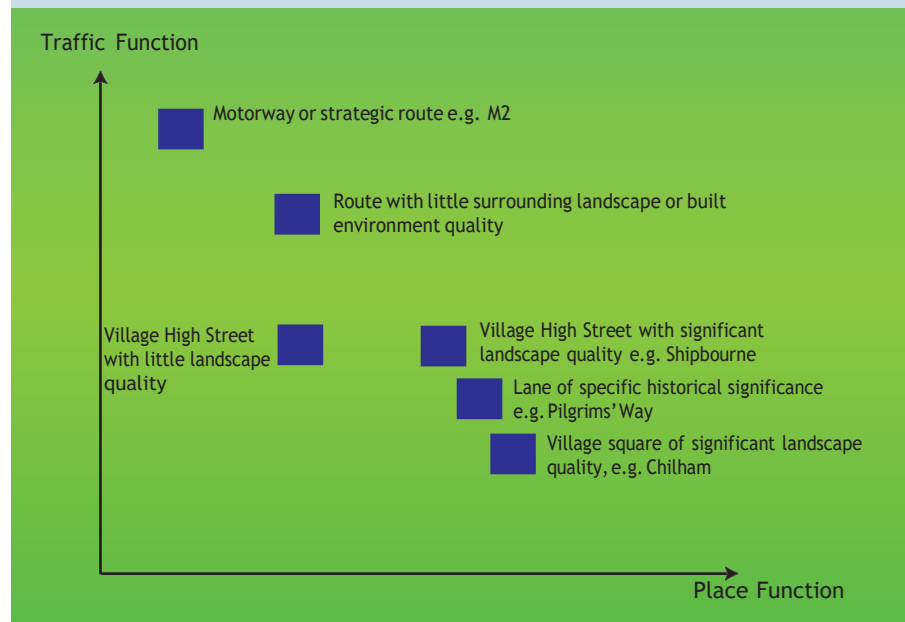 Traffic Function
Motorway or strategic route e.g. M2
Route with little surrounding landscape or built
environment quality
Village High Street
with little landscape
quality
Village High Street with significant
landscape quality e.g. Shipbourne
Lane of specific historical significance
e.g. Pilgrims' Way
Village square of significant landscape
quality, e.g. Chilham
Place Function